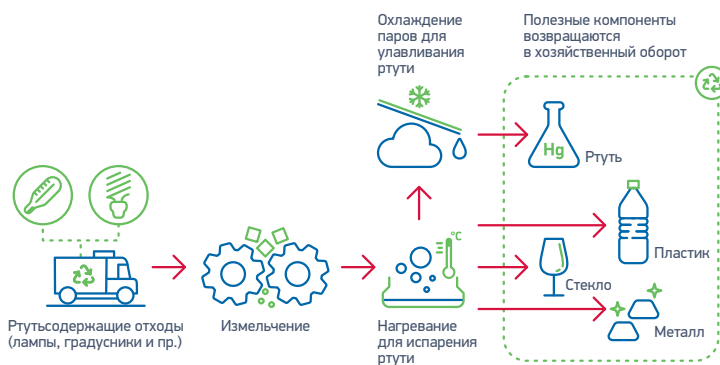 Охлаждение
паров для
улавливания
ртути
Полезные компоненты
возвращаются
в хозяйственный оборот
Hg
Ртуть
°C
Пластик
Стекло
Металл
Ртутьсодержащие отходы
(лампы, градусники и пр.)
Измельчение
Нагревание
для испарения
ртути